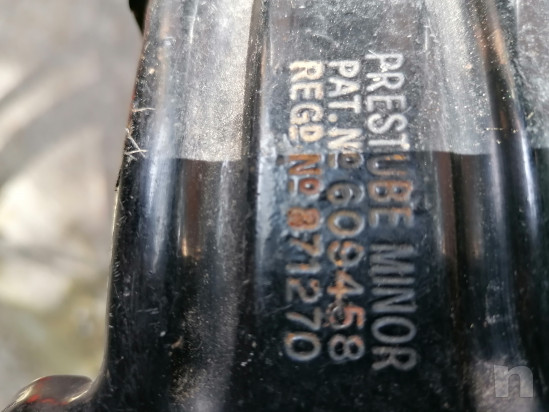 PRESTUBE MINOR
PAT. Nº 609458
REGD. Nº 871270
n